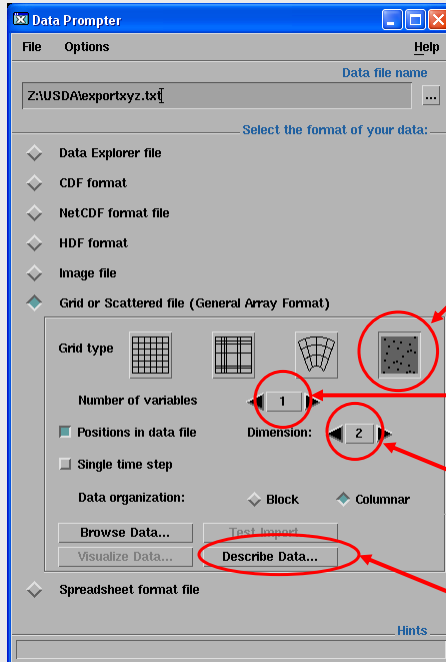 Data Prompter
File Options Help
Data file name
Z:\USDA\exportxyz.txt
...
Select the format of your data:
Data Explorer file
CDF format
NetCDF format file
HDF format
Image file
Grid or Scattered file (General Array Format)
Grid type
Number of variables 1
Positions in data file Dimension: 2
Single time step
Data organization: Block Columnar
Browse Data... Test Import...
Visualize Data... Describe Data...
Spreadsheet format file
Hints